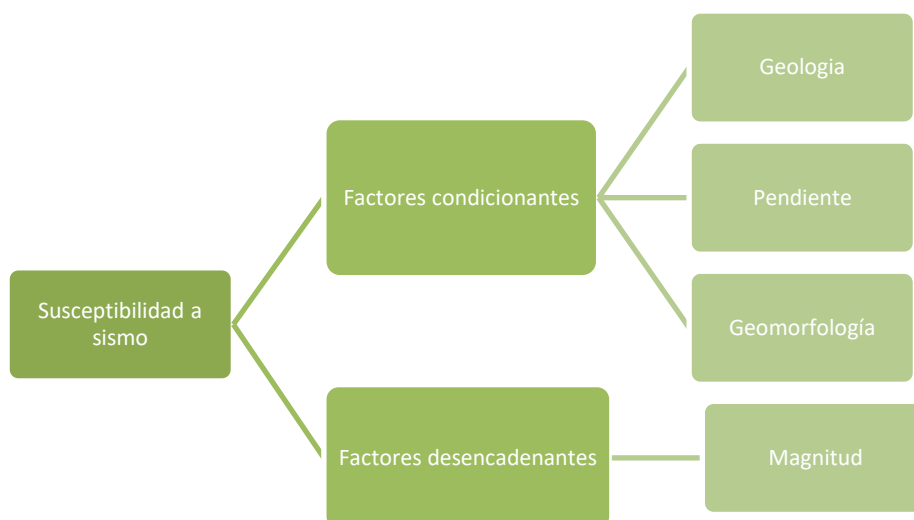 Susceptibilidad a
sismo
Factores condicionantes
Geologia
Pendiente
Geomorfología
Factores desencadenantes
Magnitud